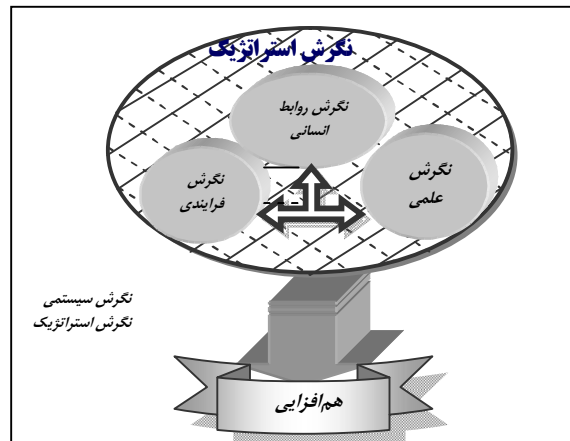 نگرش استراتژیک
نگرش روابط
انسانی
نگرش
علمی
نگرش
فرایندی
نگرش سیستمی
نگرش استراتژیک
هم‌افزایی